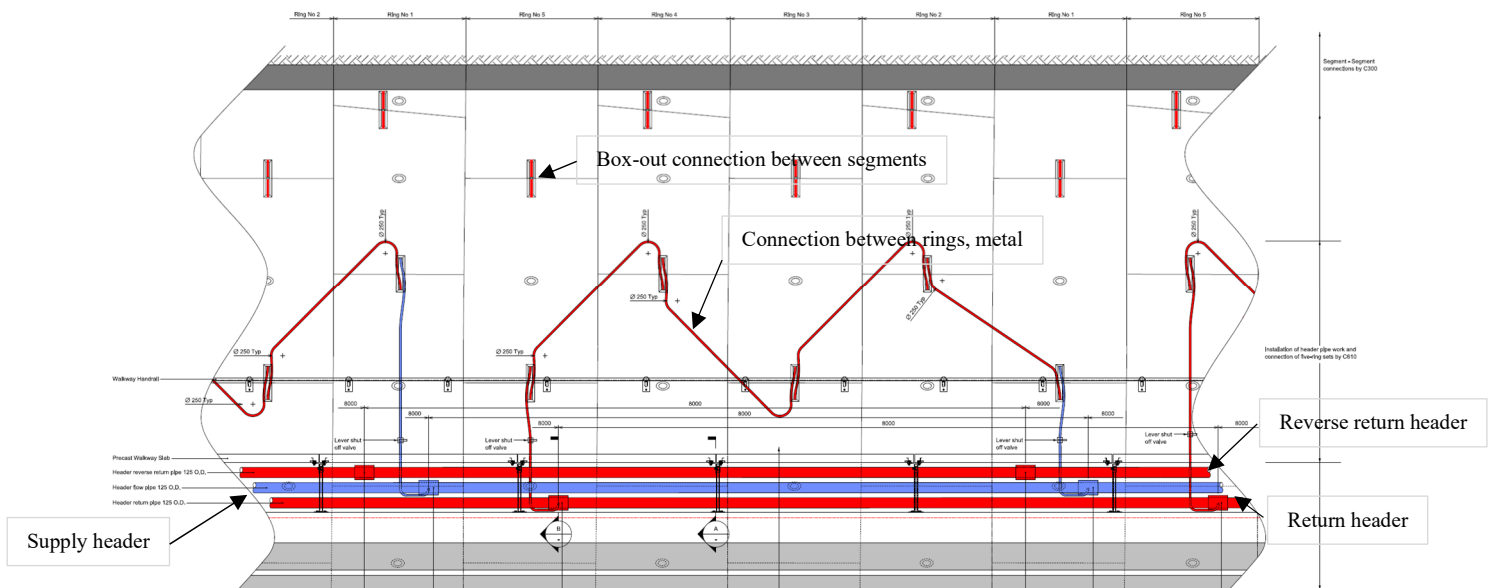 Ring No 2
Ring No 1
Ring No 5
Ring No 4
Ring No 3
Ring No 2
Ring No 1
Ring No 5
Segment - Segment
connections by C300
Box-out connection between segments
Ø 250 Typ
Ø 250 Typ
Ø 250 Typ
Ø 250 Typ
Connection between rings, metal
Ø 250 Typ
Ø 250 Typ
Ø 250 Typ
Ø 250 Typ
Installation of header pipe work and
connection of five-ring sets by C610
Walkway Handrail
Ø 250 Typ
8000
8000
8000
8000
8000
8000
8000
8000
8000
Lever shut
off valve
Lever shut
off valve
Lever shut
off valve
Lever shut
off valve
Reverse return header
Precast Walkway Slab
Header reverse return pipe 125 O.D.
Header flow pipe 125 O.D.
Header return pipe 125 O.D.
Return header
Supply header
B
A